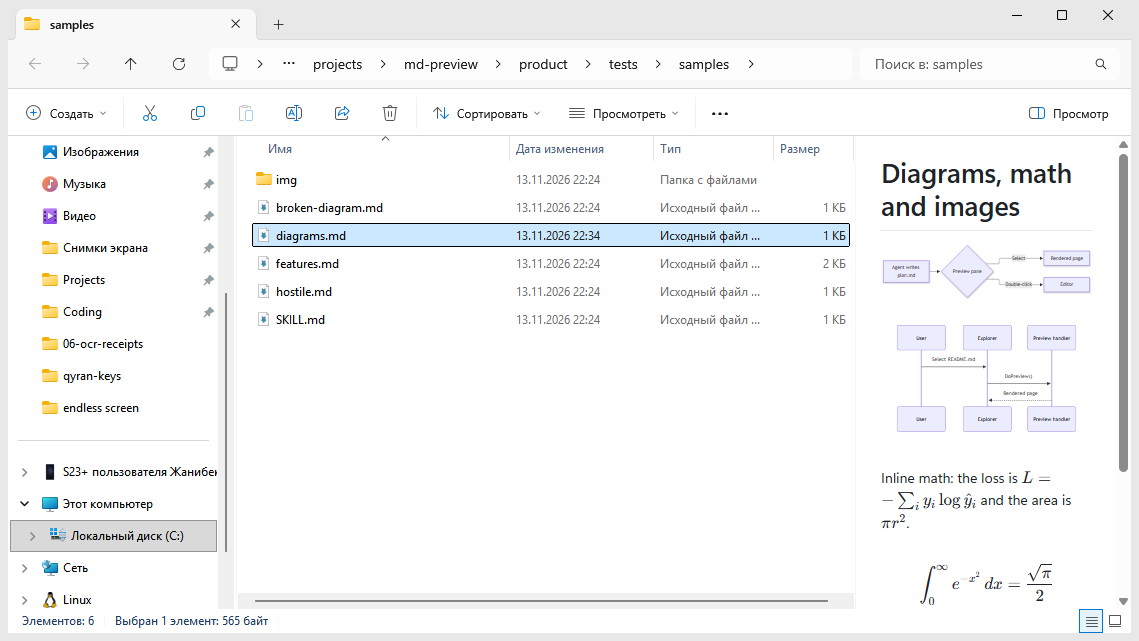 samples
projects
md-preview
product
tests
samples
Поиск в: samples
Создать
Сортировать
Просмотреть
Просмотр
Изображения
Музыка
Видео
Снимки экрана
Projects
Coding
06-ocr-receipts
qyran-keys
endless screen
S23+ пользователя Жанибек
Этот компьютер
Локальный диск (C:)
Сеть
Linux
Имя Дата изменения Тип Размер
img 13.11.2026 22:24 Папка с файлами
broken-diagram.md 13.11.2026 22:24 Исходный файл ... 1 КБ
diagrams.md 13.11.2026 22:34 Исходный файл ... 1 КБ
features.md 13.11.2026 22:24 Исходный файл ... 2 КБ
hostile.md 13.11.2026 22:24 Исходный файл ... 1 КБ
SKILL.md 13.11.2026 22:24 Исходный файл ... 1 КБ
Diagrams, math
and images
Agent writes
plan.md
Preview pane
Select
Rendered page
Double-click
Editor
User Explorer Preview handler
Select README.md
DoPreview()
Rendered page
User Explorer Preview handler
Inline math: the loss is L =
−∑ᵢ yᵢ log ŷᵢ and the area is
πr².
∫₀^∞ e^(−x²) dx = √π/2
Элементов: 6 Выбран 1 элемент: 565 байт